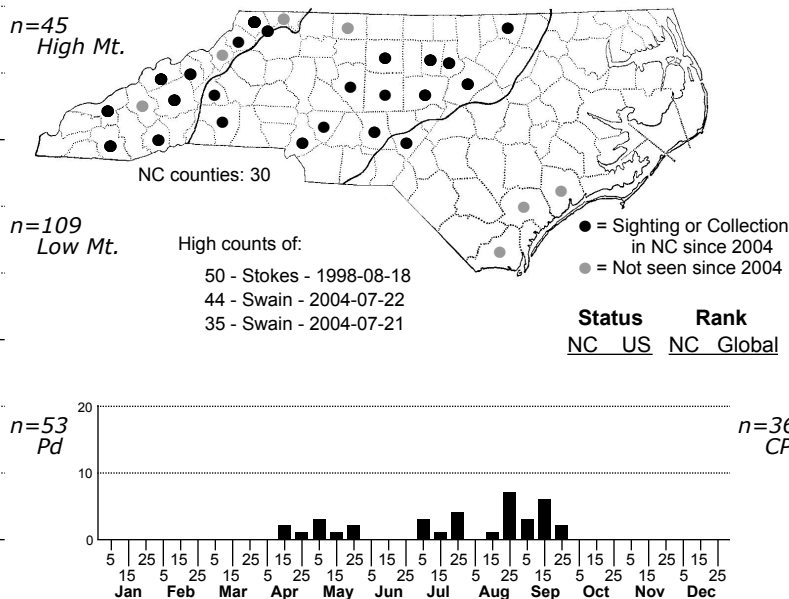 n=45
High Mt.
NC counties: 30
n=109
Low Mt.
High counts of:
50 - Stokes - 1998-08-18
44 - Swain - 2004-07-22
35 - Swain - 2004-07-21
● = Sighting or Collection
in NC since 2004
● = Not seen since 2004
Status Rank
NC US NC Global
n=53
Pd
n=36
CP
20
10
0
5 25 15 5 25 15 5 25 15 5 25 15 5 25 15 5 25 15
15 5 25 15 5 25 15 5 25 15 5 25 15 5 25 15 5 25
Jan Feb Mar Apr May Jun Jul Aug Sep Oct Nov Dec